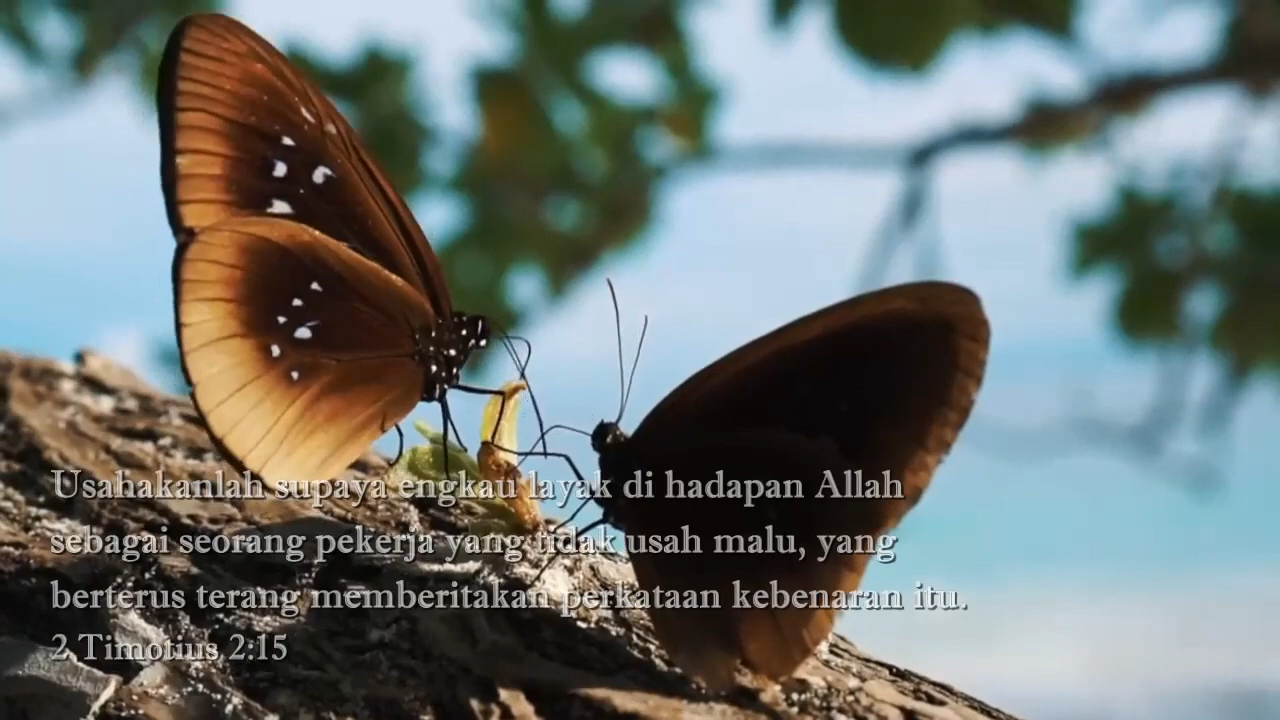 Usahakanlah supaya engkau layak di hadapan Allah
sebagai seorang pekerja yang tidak usah malu, yang
berterus terang memberitakan perkataan kebenaran itu.
2 Timotius 2:15